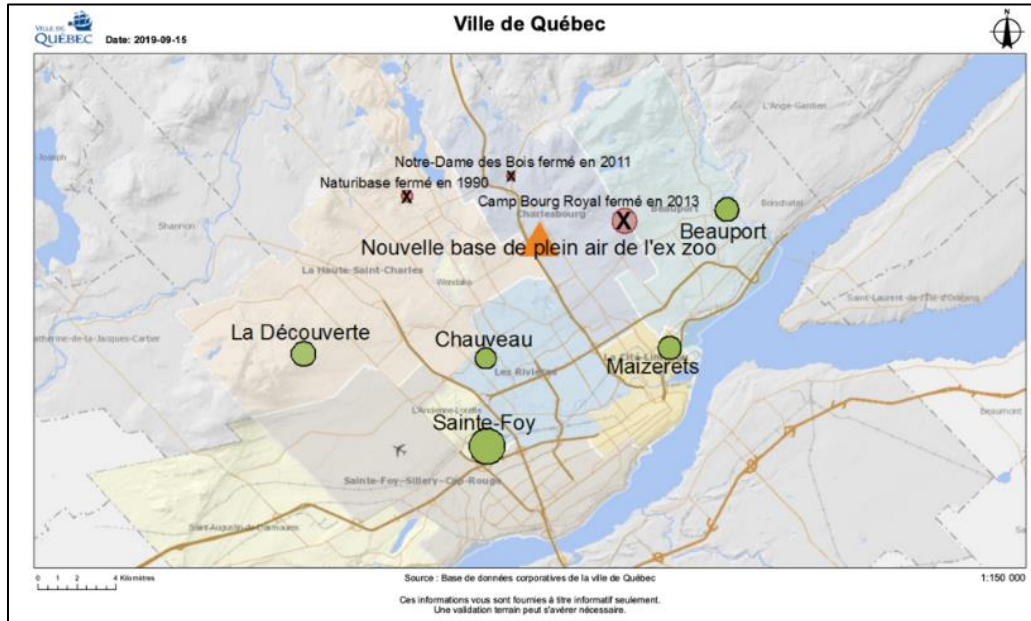 VILLE DE
QUÉBEC
Date: 2019-09-15
Ville de Québec
N
L'Ange-Gardien
Notre-Dame des Bois fermé en 2011
Naturibase fermé en 1990
X
X
Camp Bourg Royal fermé en 2013
X
Charlesbourg
Beauport
Boischatel
Beauport
Shannon
Nouvelle base de plein air de l'ex zoo
La Haute-Saint-Charles
Wendake
Saint-Laurent-de-l'Île-d'Orléans
La Découverte
Chauveau
Maizerets
Les Rivières
L'Ancienne-Lorette
Sainte-Foy
Beaumont
Sainte-Foy–Sillery–Cap-Rouge
Saint-Augustin-de-Desmaures
0 1 2 4 Kilomètres
Source : Base de données corporatives de la ville de Québec
1:150 000
Ces informations vous sont fournies à titre informatif seulement.
Une validation terrain peut s'avérer nécessaire.